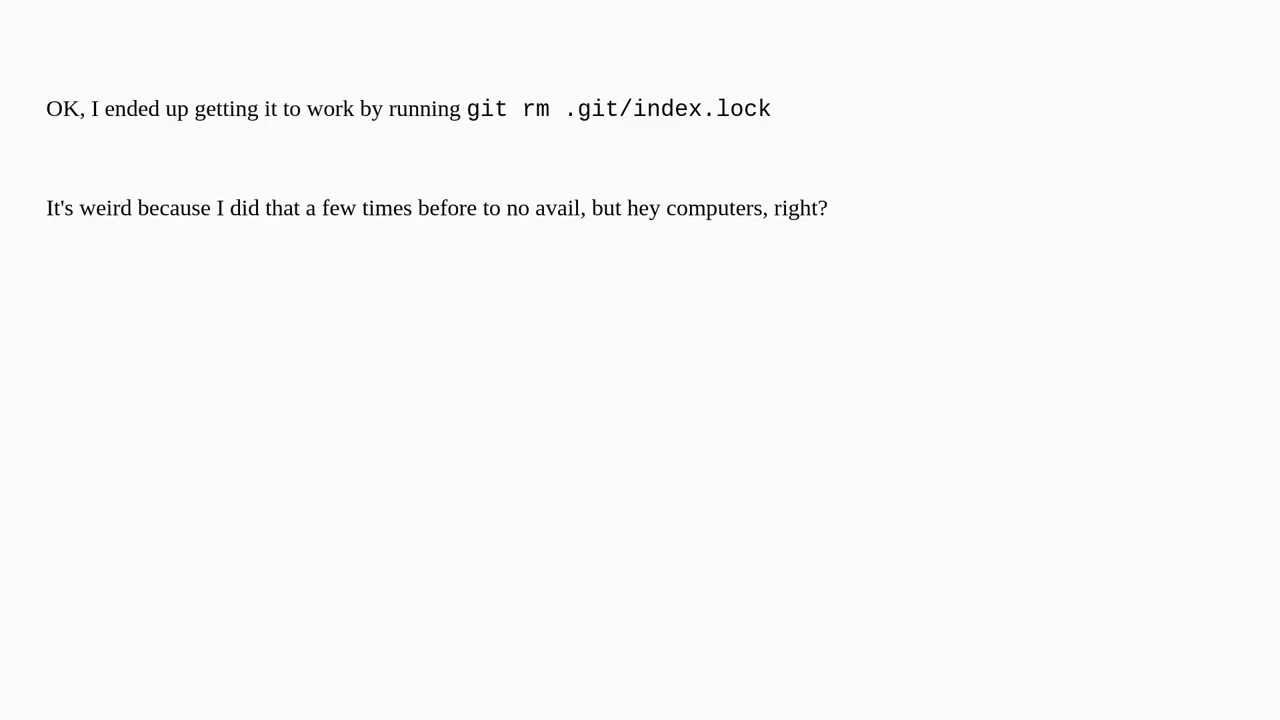 OK, I ended up getting it to work by running git rm .git/index.lock
It's weird because I did that a few times before to no avail, but hey computers, right?